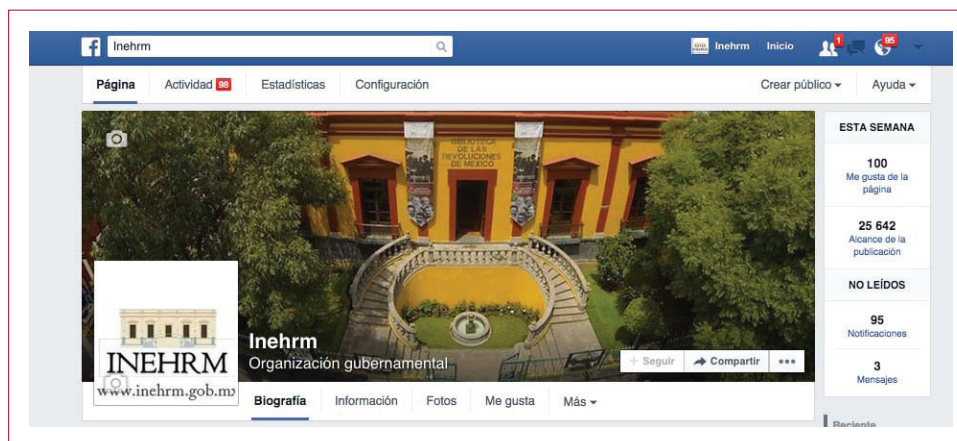 Inehrm
Inehrm Inicio 1 95
Página Actividad 98 Estadísticas Configuración Crear público Ayuda
BIBLIOTECA
DE LAS
REVOLUCIONES
DE MEXICO
INEHRM
www.inehrm.gob.mx
Inehrm
Organización gubernamental
+ Seguir Compartir
Biografía Información Fotos Me gusta Más
ESTA SEMANA
100
Me gusta de la
página
25 642
Alcance de la
publicación
NO LEÍDOS
95
Notificaciones
3
Mensajes
Reciente